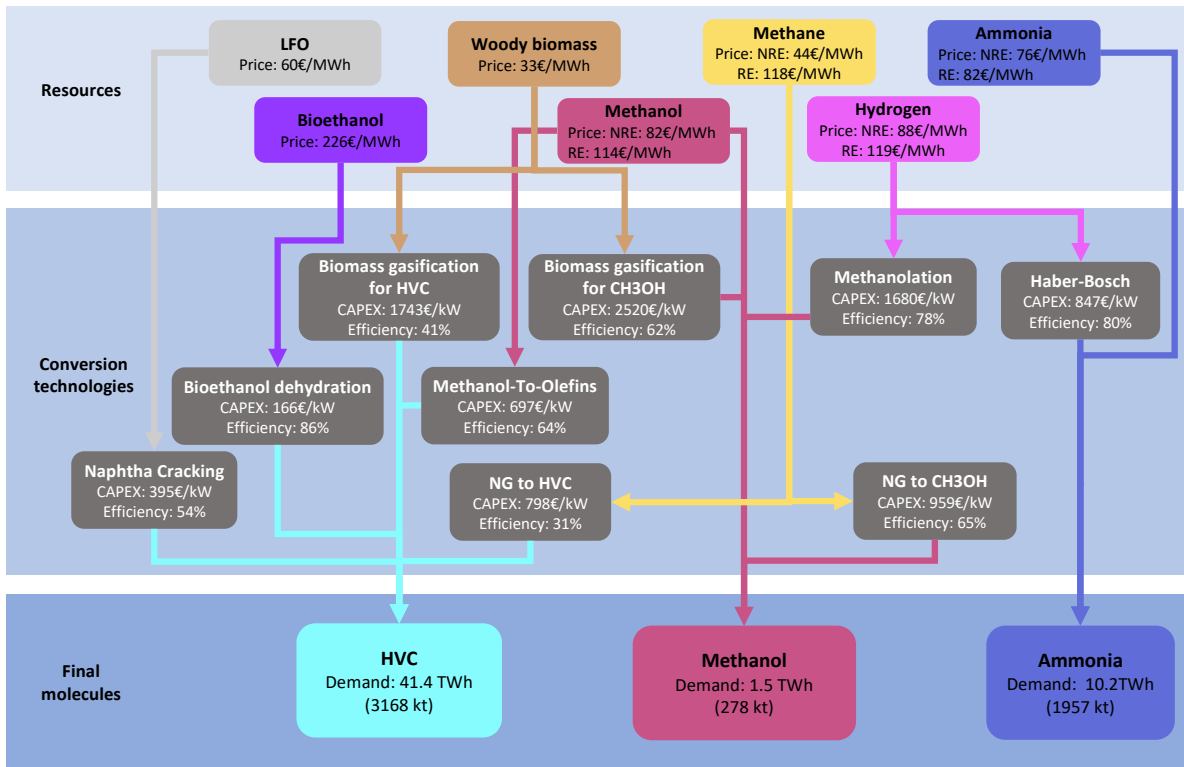 Resources
LFO
Price: 60€/MWh
Woody biomass
Price: 33€/MWh
Methane
Price: NRE: 44€/MWh
RE: 118€/MWh
Ammonia
Price: NRE: 76€/MWh
RE: 82€/MWh
Bioethanol
Price: 226€/MWh
Methanol
Price: NRE: 82€/MWh
RE: 114€/MWh
Hydrogen
Price: NRE: 88€/MWh
RE: 119€/MWh
Conversion
technologies
Biomass gasification
for HVC
CAPEX: 1743€/kW
Efficiency: 41%
Biomass gasification
for CH3OH
CAPEX: 2520€/kW
Efficiency: 62%
Methanolation
CAPEX: 1680€/kW
Efficiency: 78%
Haber-Bosch
CAPEX: 847€/kW
Efficiency: 80%
Bioethanol dehydration
CAPEX: 166€/kW
Efficiency: 86%
Methanol-To-Olefins
CAPEX: 697€/kW
Efficiency: 64%
Naphtha Cracking
CAPEX: 395€/kW
Efficiency: 54%
NG to HVC
CAPEX: 798€/kW
Efficiency: 31%
NG to CH3OH
CAPEX: 959€/kW
Efficiency: 65%
Final
molecules
HVC
Demand: 41.4 TWh
(3168 kt)
Methanol
Demand: 1.5 TWh
(278 kt)
Ammonia
Demand: 10.2TWh
(1957 kt)